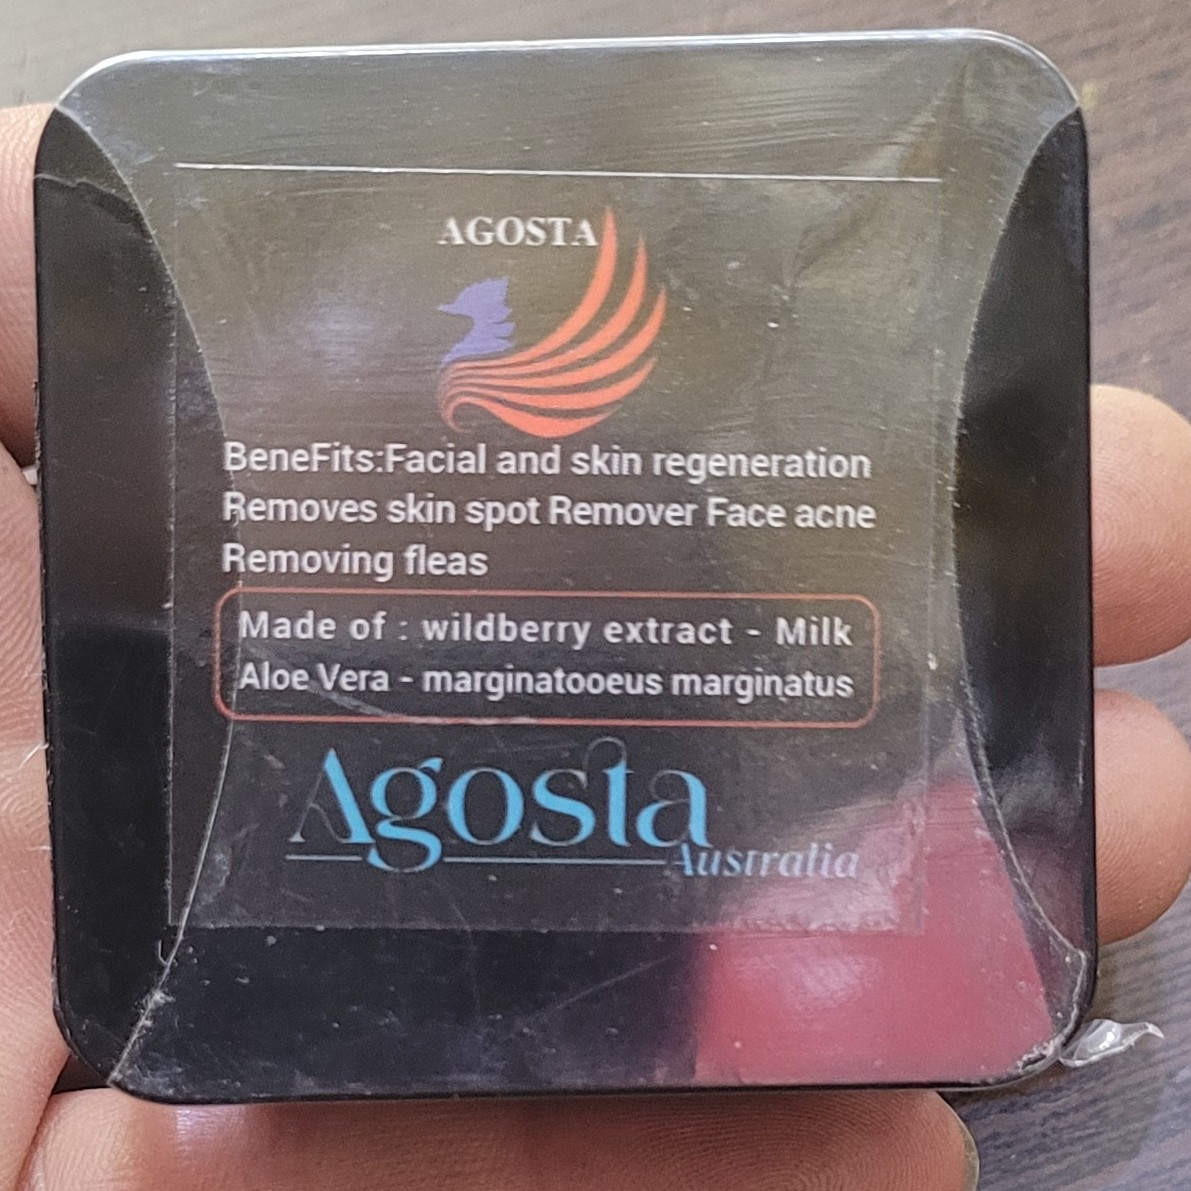 AGOSTA
BeneFits:Facial and skin regeneration
Removes skin spot Remover Face acne
Removing fleas
Made of : wildberry extract - Milk
Aloe Vera - marginatooeus marginatus
Agosta
Australia